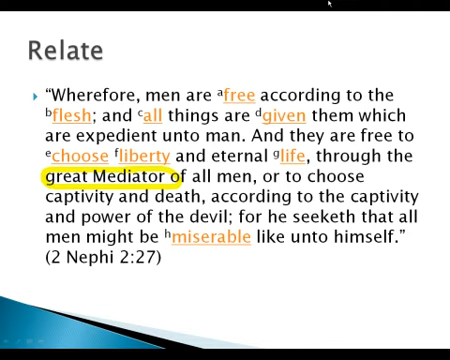 Relate
“Wherefore, men are ᵃfree according to the
ᵇflesh; and ᶜall things are ᵈgiven them which
are expedient unto man. And they are free to
ᵉchoose ᶠliberty and eternal ᵍlife, through the
great Mediator of all men, or to choose
captivity and death, according to the captivity
and power of the devil; for he seeketh that all
men might be ʰmiserable like unto himself.”
(2 Nephi 2:27)